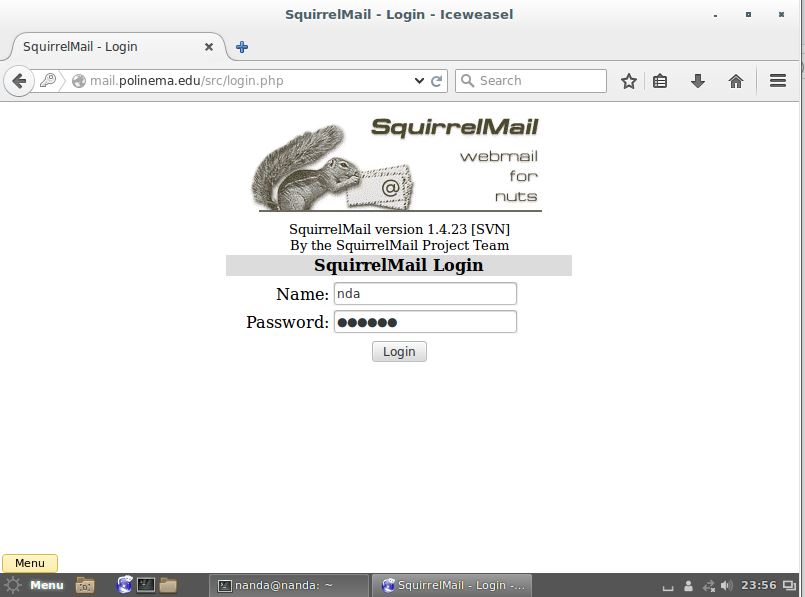 SquirrelMail - Login - Iceweasel
SquirrelMail - Login
mail.polinema.edu/src/login.php
Search
SquirrelMail
webmail
for
nuts
@
SquirrelMail version 1.4.23 [SVN]
By the SquirrelMail Project Team
SquirrelMail Login
Name: nda
Password: ●●●●●●
Login
Menu
Menu
nanda@nanda: ~
SquirrelMail - Login -...
23:56